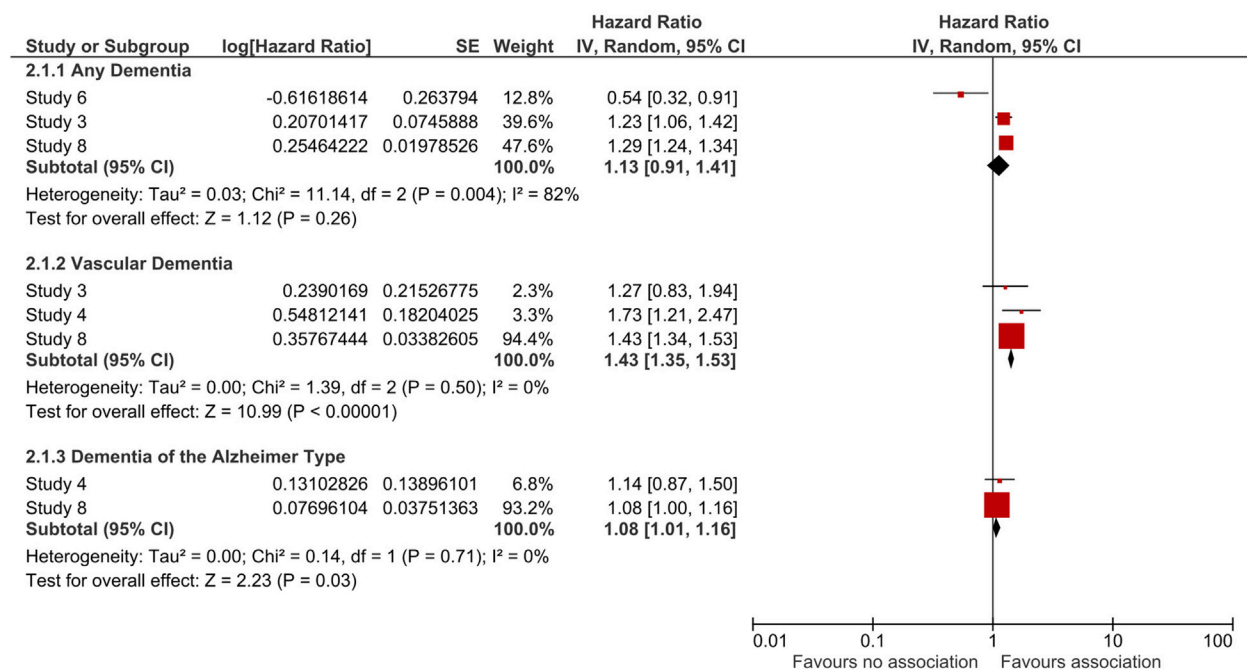 Hazard Ratio Hazard Ratio
Study or Subgroup log[Hazard Ratio] SE Weight IV, Random, 95% CI IV, Random, 95% CI
2.1.1 Any Dementia
Study 6 -0.61618614 0.263794 12.8% 0.54 [0.32, 0.91]
Study 3 0.20701417 0.0745888 39.6% 1.23 [1.06, 1.42]
Study 8 0.25464222 0.01978526 47.6% 1.29 [1.24, 1.34]
Subtotal (95% CI) 100.0% 1.13 [0.91, 1.41]
Heterogeneity: Tau² = 0.03; Chi² = 11.14, df = 2 (P = 0.004); I² = 82%
Test for overall effect: Z = 1.12 (P = 0.26)
2.1.2 Vascular Dementia
Study 3 0.2390169 0.21526775 2.3% 1.27 [0.83, 1.94]
Study 4 0.54812141 0.18204025 3.3% 1.73 [1.21, 2.47]
Study 8 0.35767444 0.03382605 94.4% 1.43 [1.34, 1.53]
Subtotal (95% CI) 100.0% 1.43 [1.35, 1.53]
Heterogeneity: Tau² = 0.00; Chi² = 1.39, df = 2 (P = 0.50); I² = 0%
Test for overall effect: Z = 10.99 (P < 0.00001)
2.1.3 Dementia of the Alzheimer Type
Study 4 0.13102826 0.13896101 6.8% 1.14 [0.87, 1.50]
Study 8 0.07696104 0.03751363 93.2% 1.08 [1.00, 1.16]
Subtotal (95% CI) 100.0% 1.08 [1.01, 1.16]
Heterogeneity: Tau² = 0.00; Chi² = 0.14, df = 1 (P = 0.71); I² = 0%
Test for overall effect: Z = 2.23 (P = 0.03)
0.01 0.1 1 10 100
Favours no association Favours association